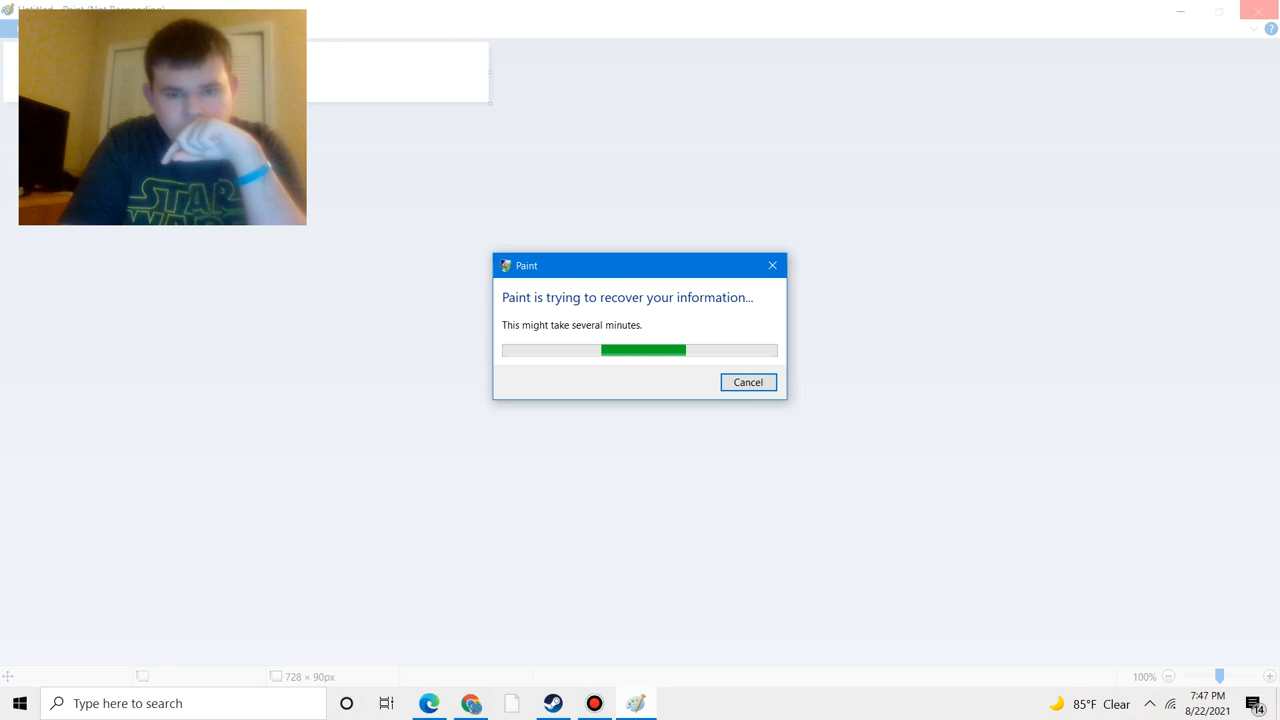 Untitled - Paint (Not Responding)
STAR
WARS
Paint
Paint is trying to recover your information...
This might take several minutes.
Cancel
728 × 90px
100%
Type here to search
85°F Clear
7:47 PM
8/22/2021
14